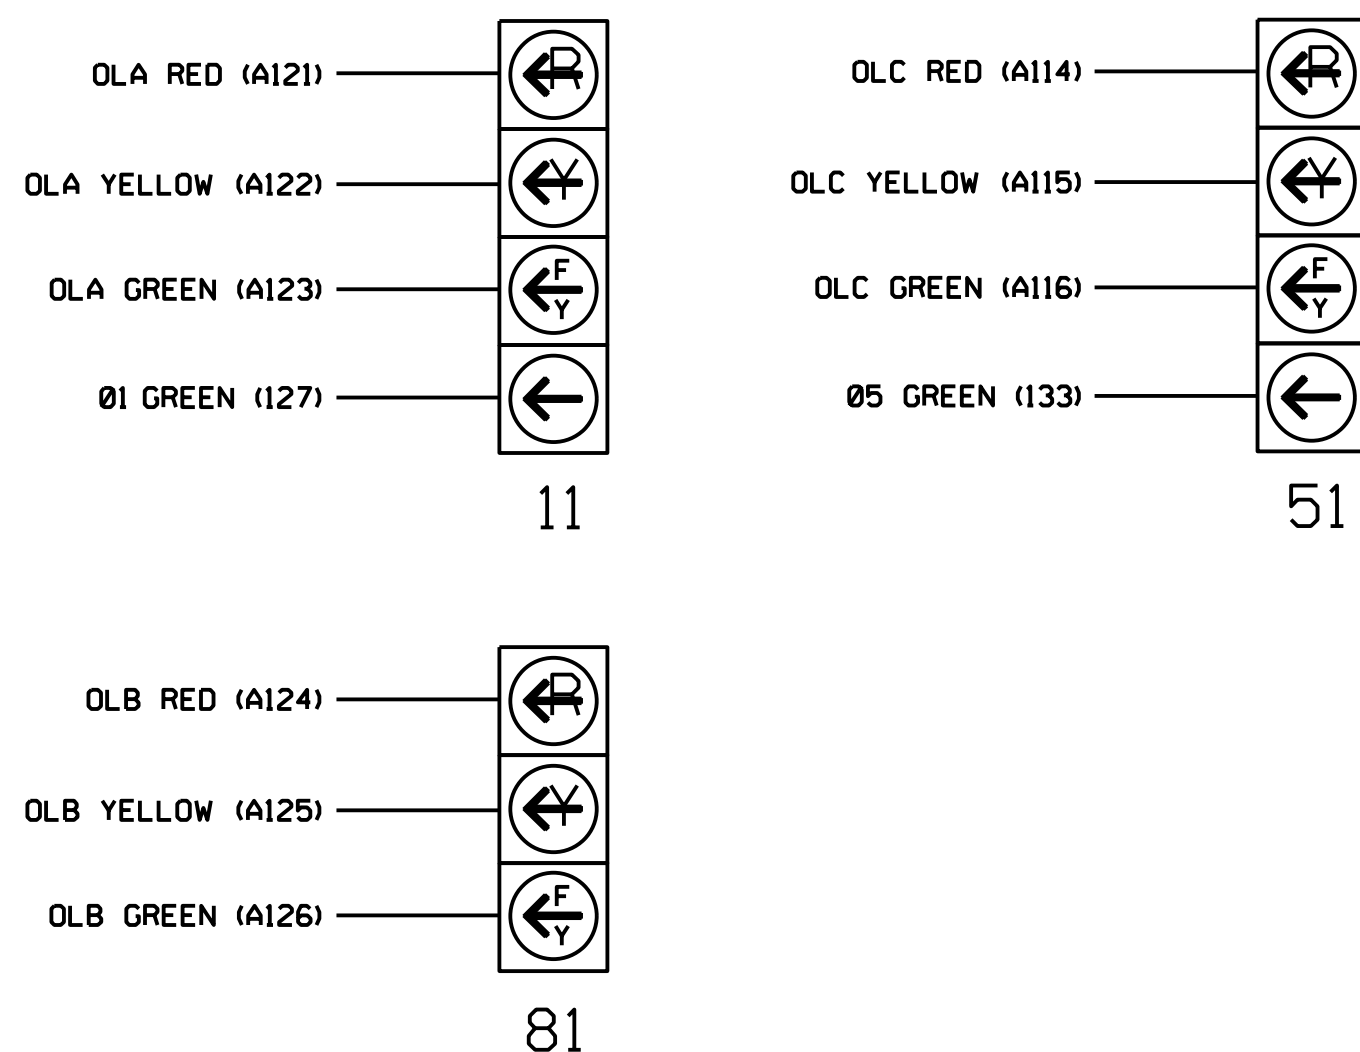 OLA RED (A121)
R
OLA YELLOW (A122)
Y
OLA GREEN (A123)
F
Y
Ø1 GREEN (127)
11
OLC RED (A114)
R
OLC YELLOW (A115)
Y
OLC GREEN (A116)
F
Y
Ø5 GREEN (133)
51
OLB RED (A124)
R
OLB YELLOW (A125)
Y
OLB GREEN (A126)
F
Y
81